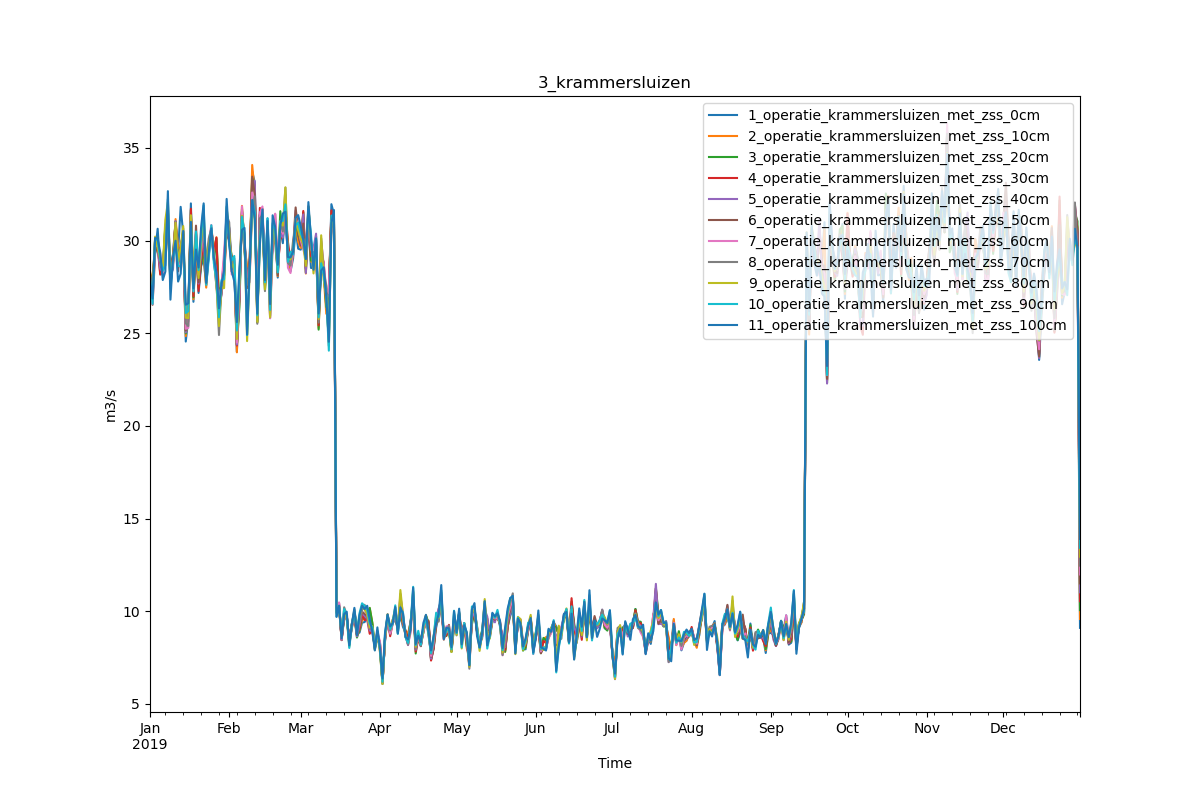 3_krammersluizen
1_operatie_krammersluizen_met_zss_0cm
2_operatie_krammersluizen_met_zss_10cm
3_operatie_krammersluizen_met_zss_20cm
4_operatie_krammersluizen_met_zss_30cm
5_operatie_krammersluizen_met_zss_40cm
6_operatie_krammersluizen_met_zss_50cm
7_operatie_krammersluizen_met_zss_60cm
8_operatie_krammersluizen_met_zss_70cm
9_operatie_krammersluizen_met_zss_80cm
10_operatie_krammersluizen_met_zss_90cm
11_operatie_krammersluizen_met_zss_100cm
m3/s
35
30
25
20
15
10
5
Jan Feb Mar Apr May Jun Jul Aug Sep Oct Nov Dec
2019
Time